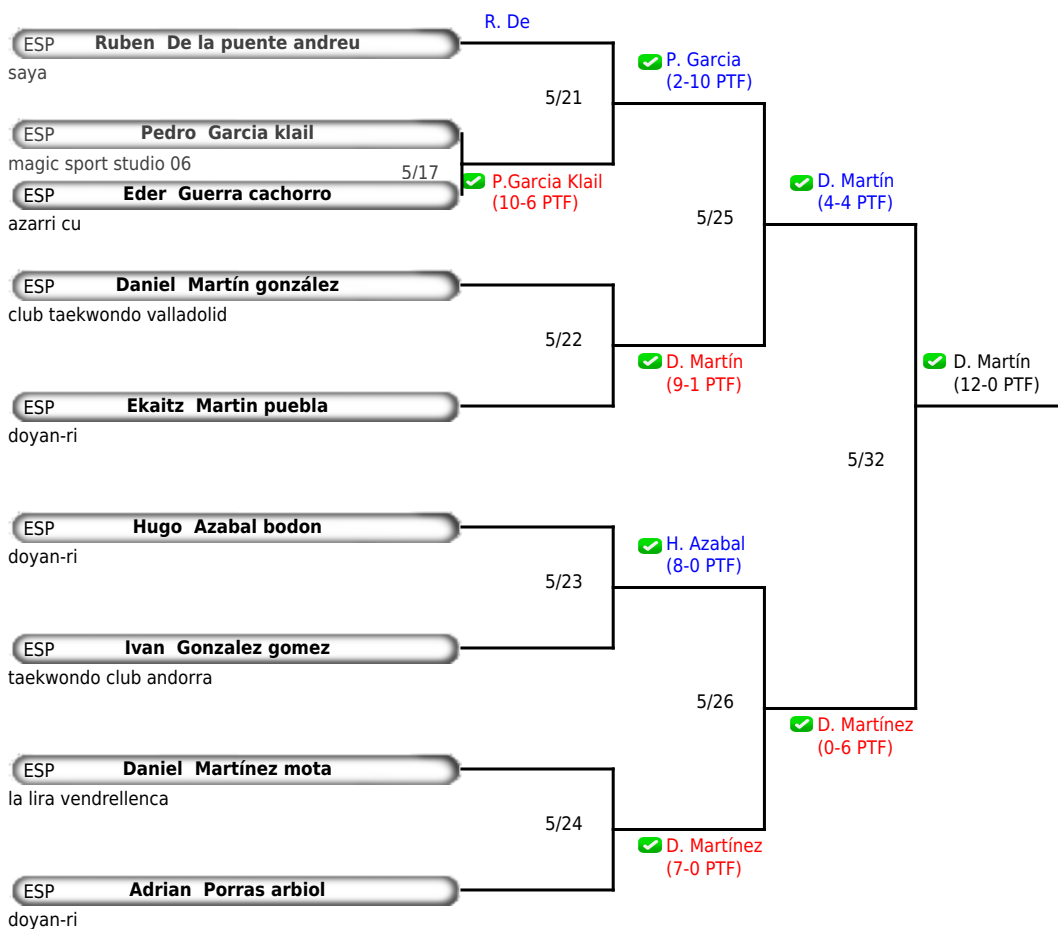 R. De
ESP Ruben De la puente andreu
saya
P. Garcia
(2-10 PTF)
5/21
ESP Pedro Garcia klail
magic sport studio 06
5/17
P.Garcia Klail
(10-6 PTF)
ESP Eder Guerra cachorro
azarri cu
D. Martín
(4-4 PTF)
5/25
ESP Daniel Martín gonzález
club taekwondo valladolid
5/22
D. Martín
(9-1 PTF)
D. Martín
(12-0 PTF)
ESP Ekaitz Martin puebla
doyan-ri
5/32
ESP Hugo Azabal bodon
doyan-ri
H. Azabal
(8-0 PTF)
5/23
ESP Ivan Gonzalez gomez
taekwondo club andorra
5/26
D. Martínez
(0-6 PTF)
ESP Daniel Martínez mota
la lira vendrellenca
5/24
D. Martínez
(7-0 PTF)
ESP Adrian Porras arbiol
doyan-ri